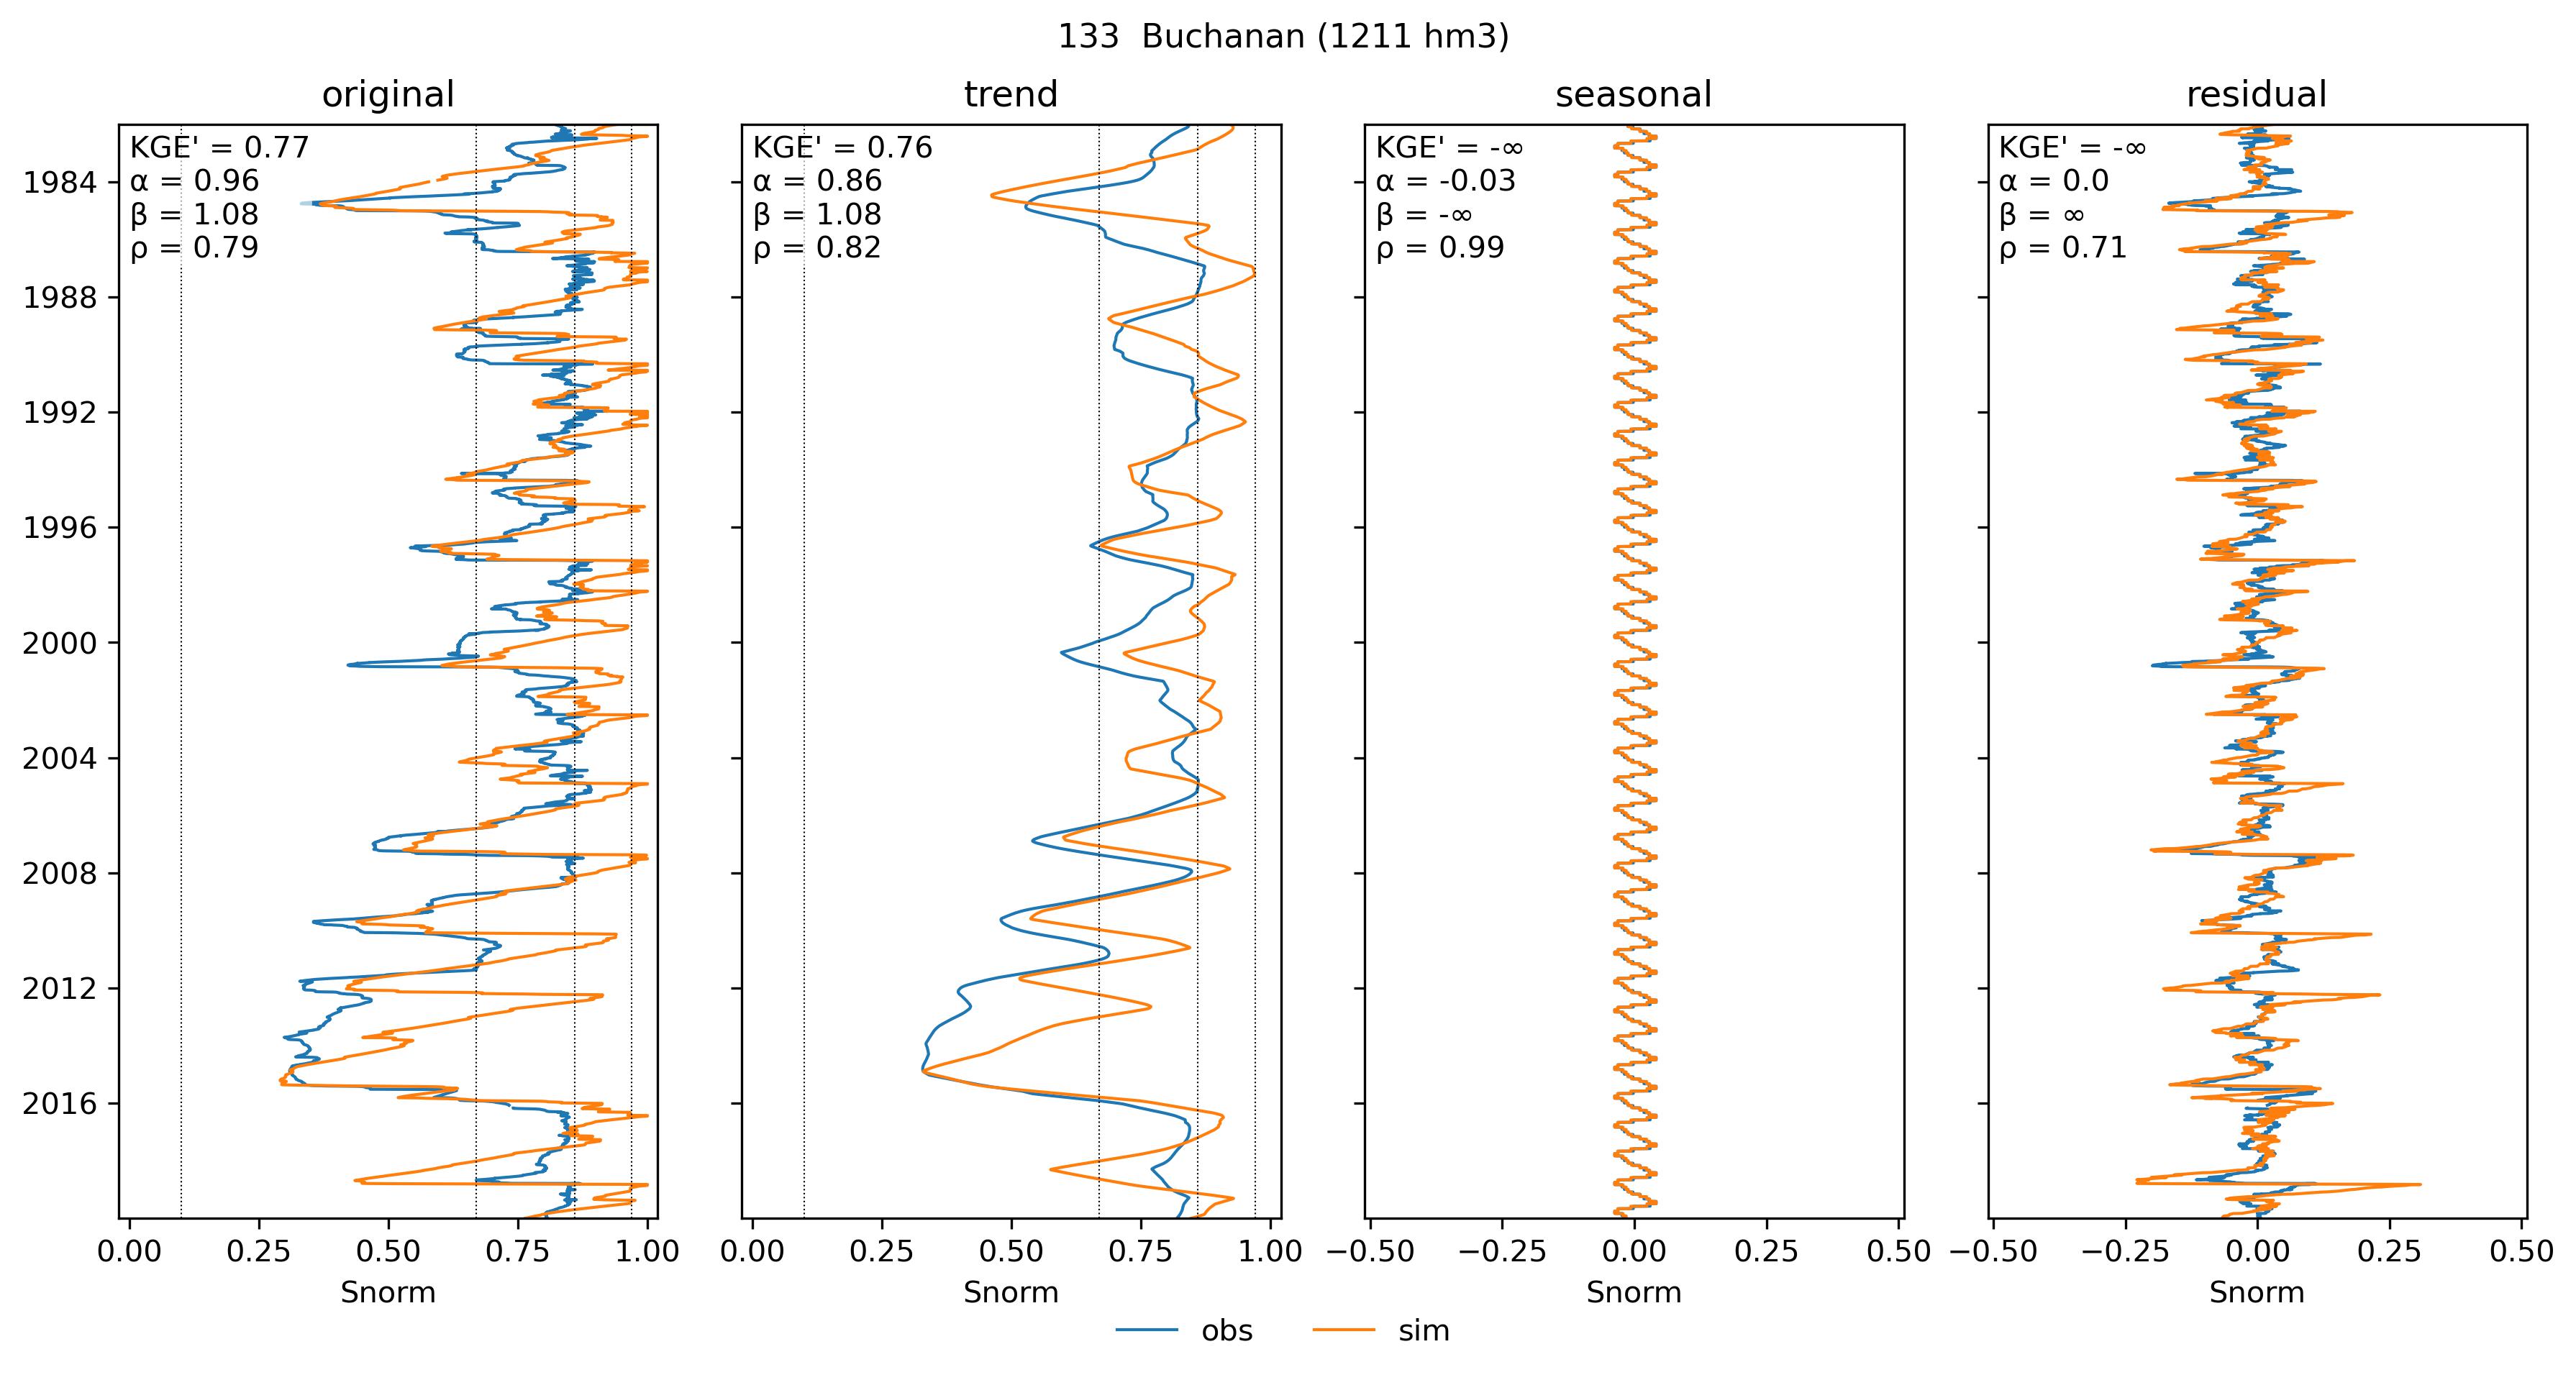 133  Buchanan (1211 hm3)
original
trend
seasonal
residual
KGE' = 0.77
α = 0.96
β = 1.08
ρ = 0.79
KGE' = 0.76
α = 0.86
β = 1.08
ρ = 0.82
KGE' = -∞
α = -0.03
β = -∞
ρ = 0.99
KGE' = -∞
α = 0.0
β = ∞
ρ = 0.71
1984
1988
1992
1996
2000
2004
2008
2012
2016
0.00 0.25 0.50 0.75 1.00
0.00 0.25 0.50 0.75 1.00
−0.50 −0.25 0.00 0.25 0.50
−0.50 −0.25 0.00 0.25 0.50
Snorm
Snorm
Snorm
Snorm
obs
sim